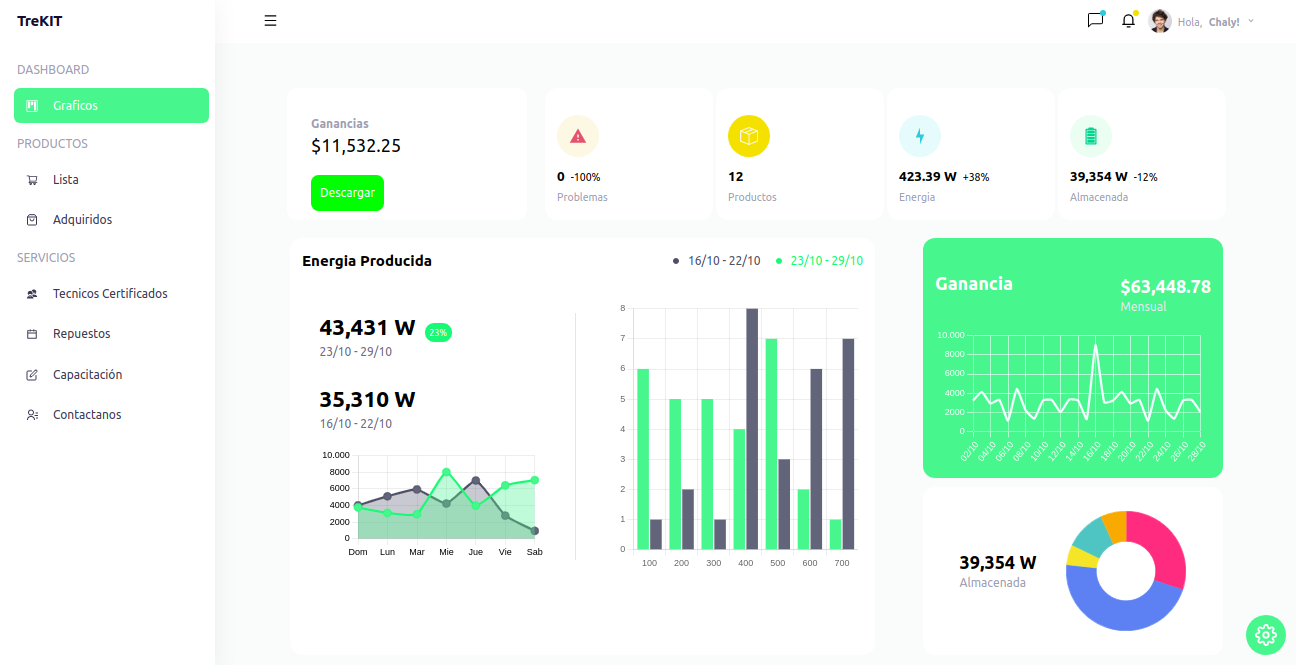 TreKIT
Hola, Chaly!
DASHBOARD
Graficos
PRODUCTOS
Lista
Adquiridos
SERVICIOS
Tecnicos Certificados
Repuestos
Capacitación
Contactanos
Ganancias
$11,532.25
Descargar
0 -100%
Problemas
12
Productos
423.39 W +38%
Energia
39,354 W -12%
Almacenada
Energia Producida
16/10 - 22/10
23/10 - 29/10
43,431 W 23%
23/10 - 29/10
35,310 W
16/10 - 22/10
10.000
8000
6000
4000
2000
0
Dom Lun Mar Mie Jue Vie Sab
8
7
6
5
4
3
2
1
0
100 200 300 400 500 600 700
Ganancia
$63,448.78
Mensual
10.000
8000
6000
4000
2000
0
02/10 04/10 06/10 08/10 10/10 12/10 14/10 16/10 18/10 20/10 22/10 24/10 26/10 28/10
39,354 W
Almacenada